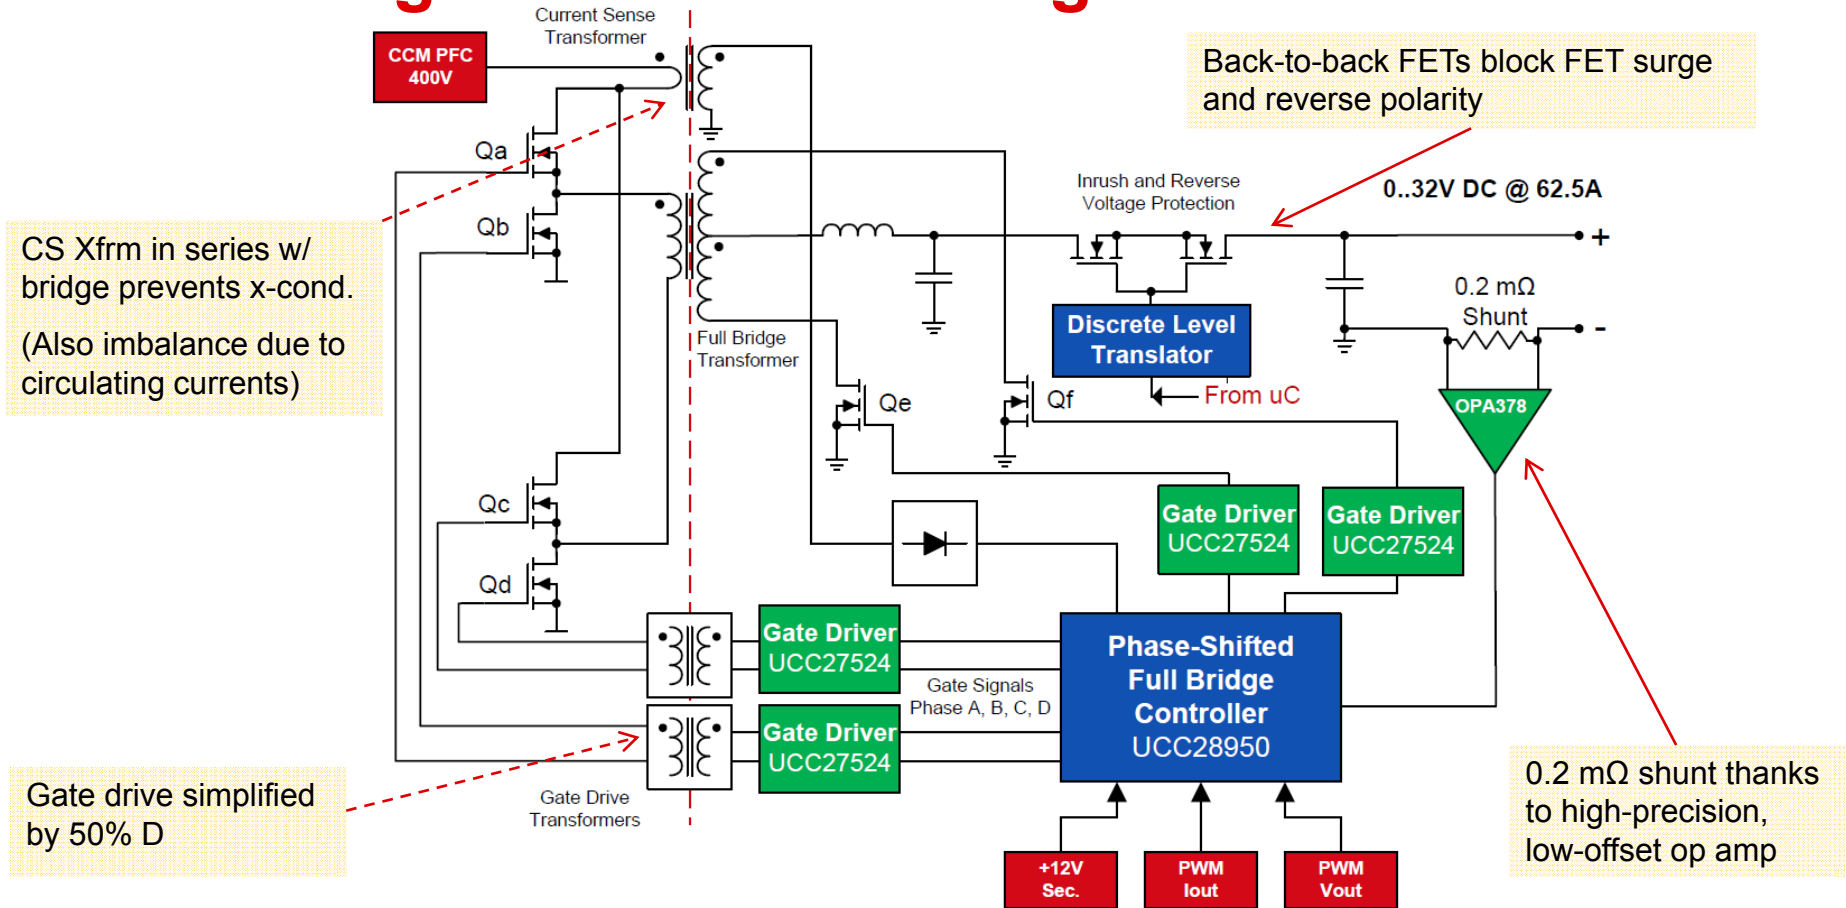 Current Sense
Transformer
CCM PFC
400V
Back-to-back FETs block FET surge
and reverse polarity
Qa
Inrush and Reverse
Voltage Protection
0..32V DC @ 62.5A
Qb
+
CS Xfrm in series w/
bridge prevents x-cond.
(Also imbalance due to
circulating currents)
0.2 mΩ
Shunt
-
Discrete Level
Translator
Full Bridge
Transformer
From uC
Qe
Qf
OPA378
Qc
Gate Driver
UCC27524
Gate Driver
UCC27524
Qd
Gate Driver
UCC27524
Phase-Shifted
Full Bridge
Controller
UCC28950
Gate Signals
Phase A, B, C, D
Gate Driver
UCC27524
Gate drive simplified
by 50% D
Gate Drive
Transformers
0.2 mΩ shunt thanks
to high-precision,
low-offset op amp
+12V
Sec.
PWM
Iout
PWM
Vout